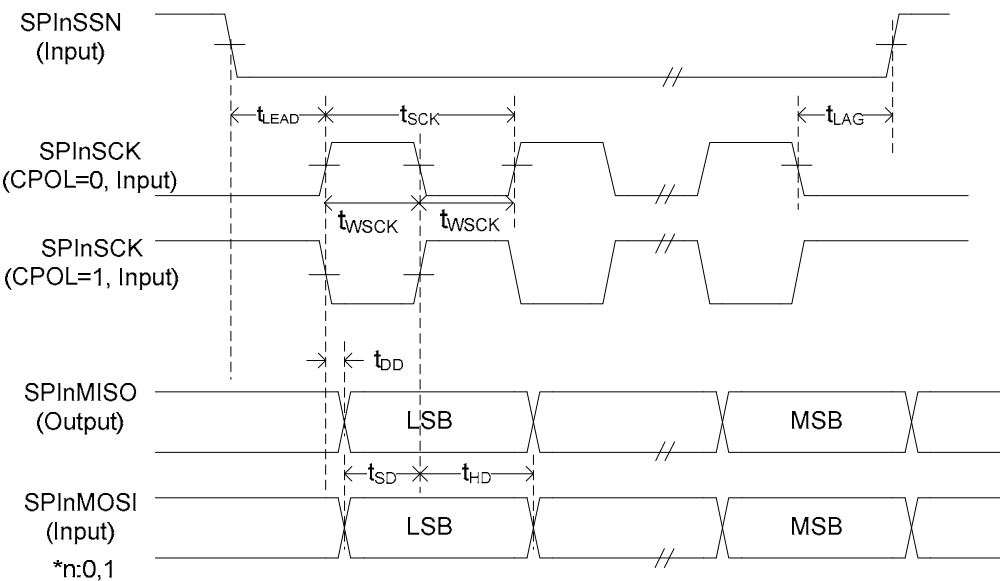 SPInSSN
(Input)
tLEAD
tSCK
tLAG
SPInSCK
(CPOL=0, Input)
tWSCK
tWSCK
SPInSCK
(CPOL=1, Input)
tDD
SPInMISO
(Output)
LSB
MSB
tSD
tHD
SPInMOSI
(Input)
LSB
MSB
*n:0,1